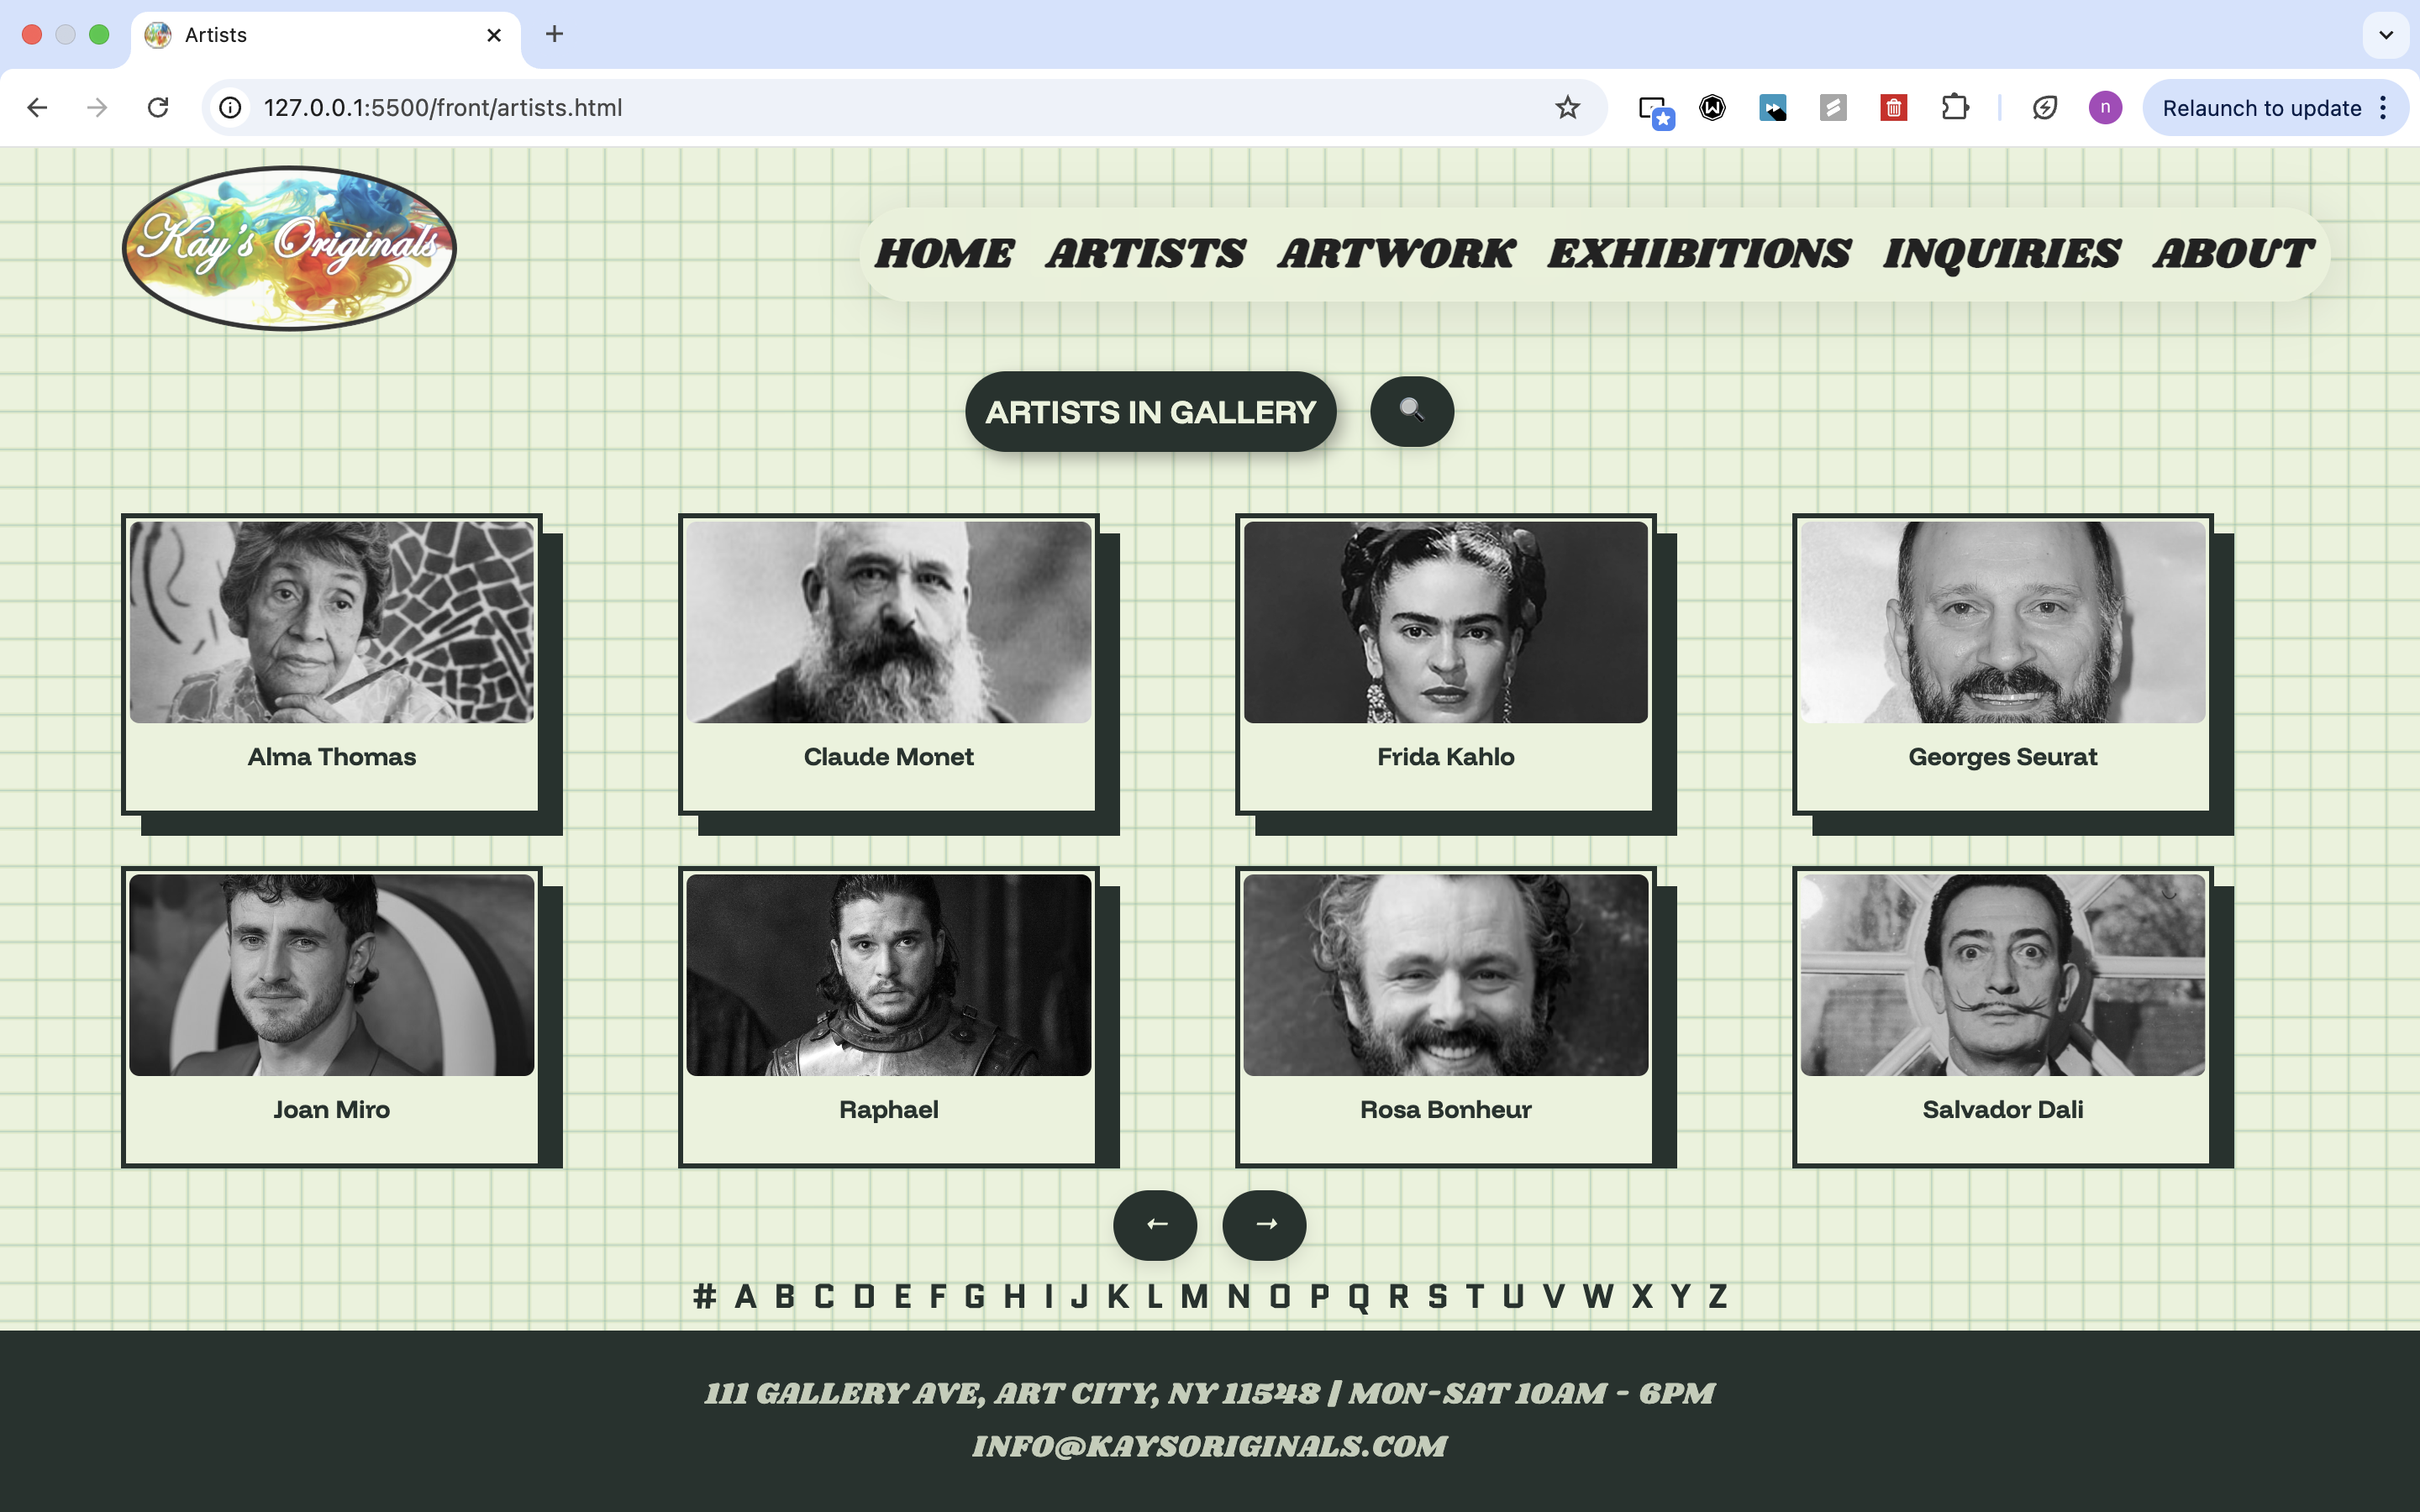 Artists
127.0.0.1:5500/front/artists.html
n
Relaunch to update
Kay's Originals
HOME ARTISTS ARTWORK EXHIBITIONS INQUIRIES ABOUT
ARTISTS IN GALLERY
Alma Thomas
Claude Monet
Frida Kahlo
Georges Seurat
Joan Miro
Raphael
Rosa Bonheur
Salvador Dali
← →
# A B C D E F G H I J K L M N O P Q R S T U V W X Y Z
111 GALLERY AVE, ART CITY, NY 11548 | MON-SAT 10AM - 6PM
INFO@KAYSORIGINALS.COM